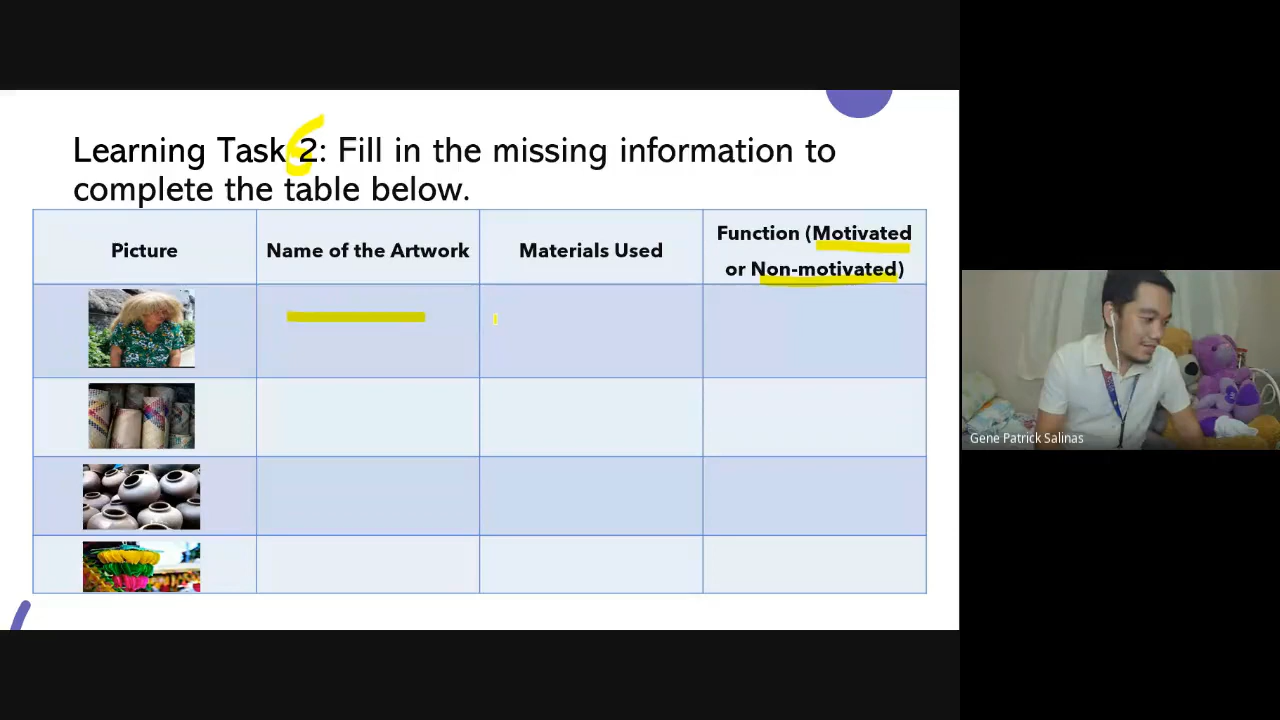 Learning Task 2: Fill in the missing information to
complete the table below.
Picture
Name of the Artwork
Materials Used
Function (Motivated
or Non-motivated)
6
Gene Patrick Salinas